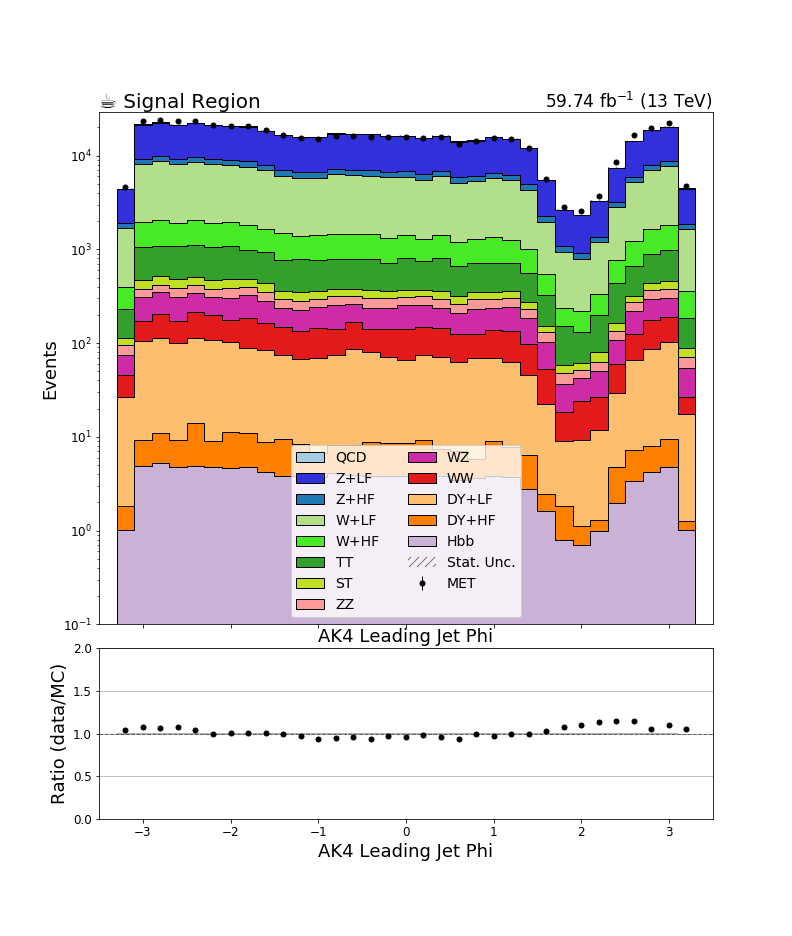 ☕ Signal Region
59.74 fb⁻¹ (13 TeV)
Events
10⁴
10³
10²
10¹
10⁰
10⁻¹
QCD
Z+LF
Z+HF
W+LF
W+HF
TT
ST
ZZ
WZ
WW
DY+LF
DY+HF
Hbb
Stat. Unc.
MET
AK4 Leading Jet Phi
Ratio (data/MC)
2.0
1.5
1.0
0.5
0.0
−3 −2 −1 0 1 2 3
AK4 Leading Jet Phi